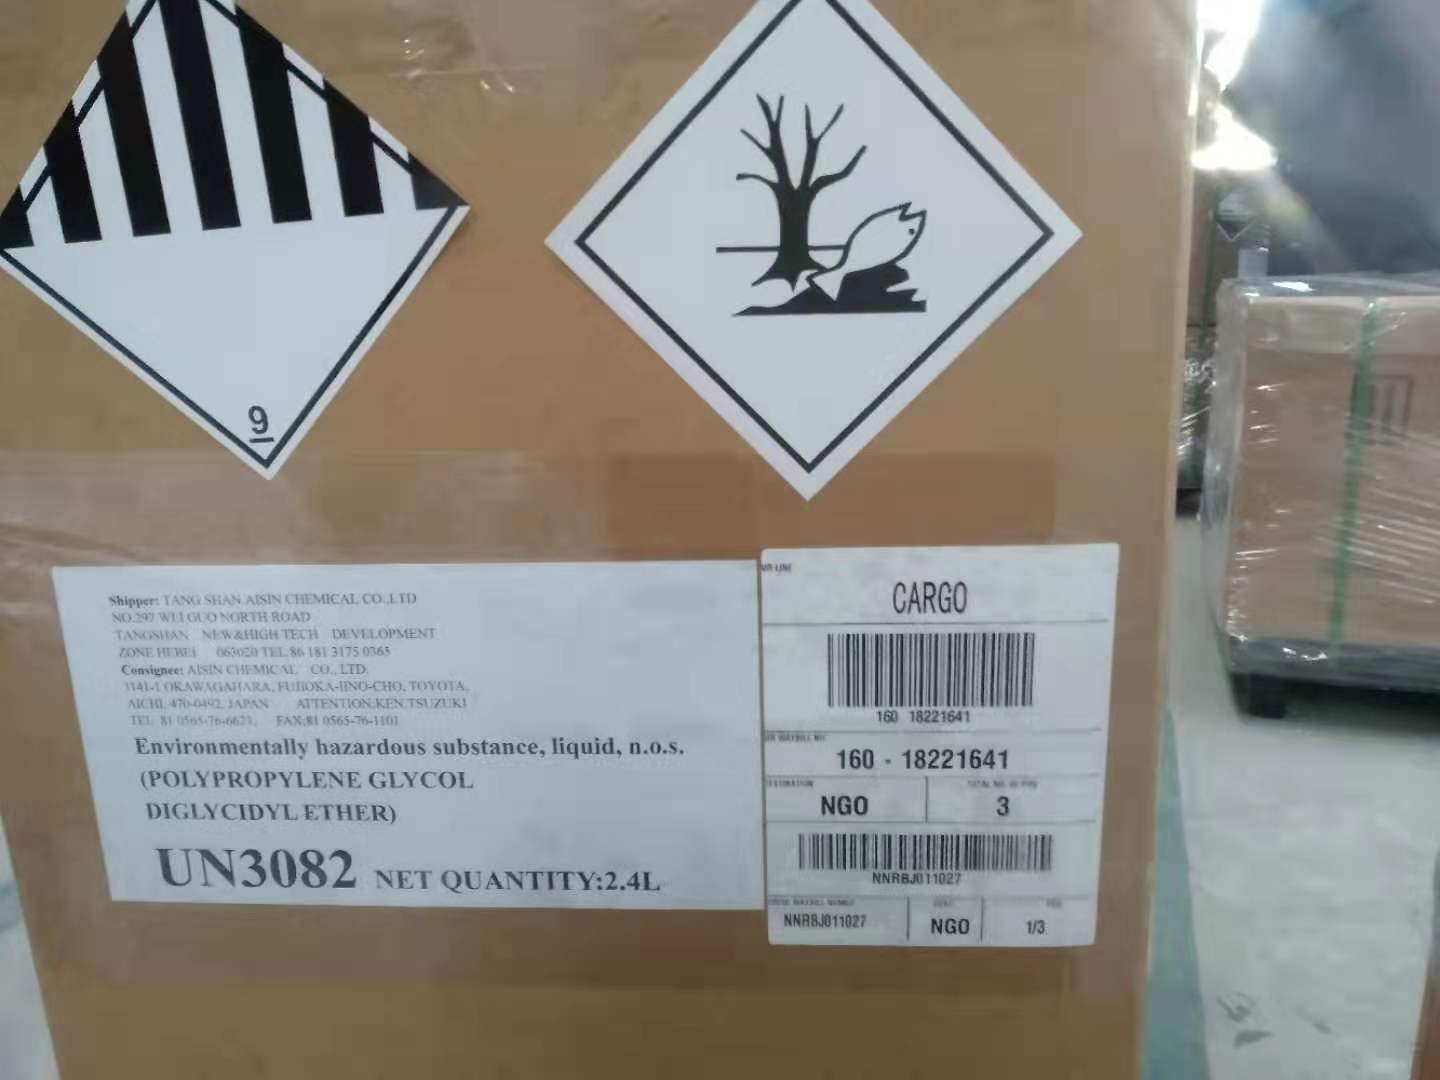 9
Shipper: TANG SHAN AISIN CHEMICAL CO.,LTD
NO.297 WEI GUO NORTH ROAD
TANGSHAN NEW&HIGH TECH DEVELOPMENT
ZONE HEBEI 063020 TEL:86 181 3175 0365
Consignee: AISIN CHEMICAL CO., LTD.
1141-1 OKAWAGAHARA, FUJIOKA-IINO-CHO, TOYOTA,
AICHI, 470-0492, JAPAN ATTENTION:KEN.TSUZUKI
TEL: 81 0565-76-6623, FAX:81 0565-76-1101
Environmentally hazardous substance, liquid, n.o.s.
(POLYPROPYLENE GLYCOL
DIGLYCIDYL ETHER)
UN3082 NET QUANTITY:2.4L
CARGO
160 18221641
160 - 18221641
NGO 3
NNRBJ011027
NNRBJ011027 NGO 1/3